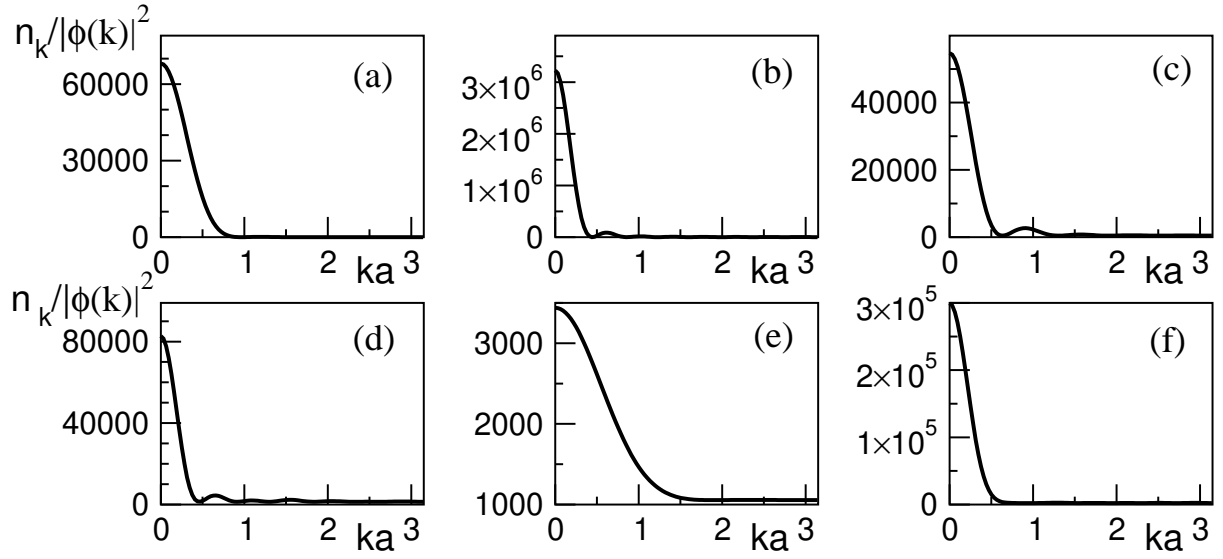 n_k/|ϕ(k)|^2
(a)
60000
30000
0
0 1 2 ka 3
(b)
3×10^6
2×10^6
1×10^6
0
0 1 2 ka 3
(c)
40000
20000
0
0 1 2 ka 3
n_k/|ϕ(k)|^2
(d)
80000
40000
0
0 1 2 ka 3
(e)
3000
2000
1000
0 1 2 ka 3
(f)
3×10^5
2×10^5
1×10^5
0
0 1 2 ka 3